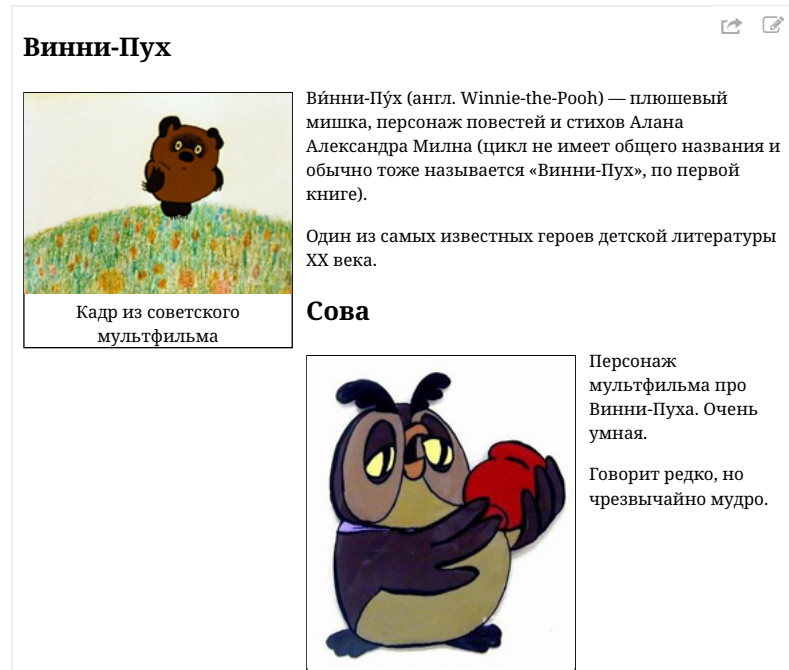 Винни-Пух
Ви́нни-Пу́х (англ. Winnie-the-Pooh) — плюшевый
мишка, персонаж повестей и стихов Алана
Александра Милна (цикл не имеет общего названия и
обычно тоже называется «Винни-Пух», по первой
книге).
Один из самых известных героев детской литературы
XX века.
Кадр из советского
мультфильма
Сова
Персонаж
мультфильма про
Винни-Пуха. Очень
умная.
Говорит редко, но
чрезвычайно мудро.